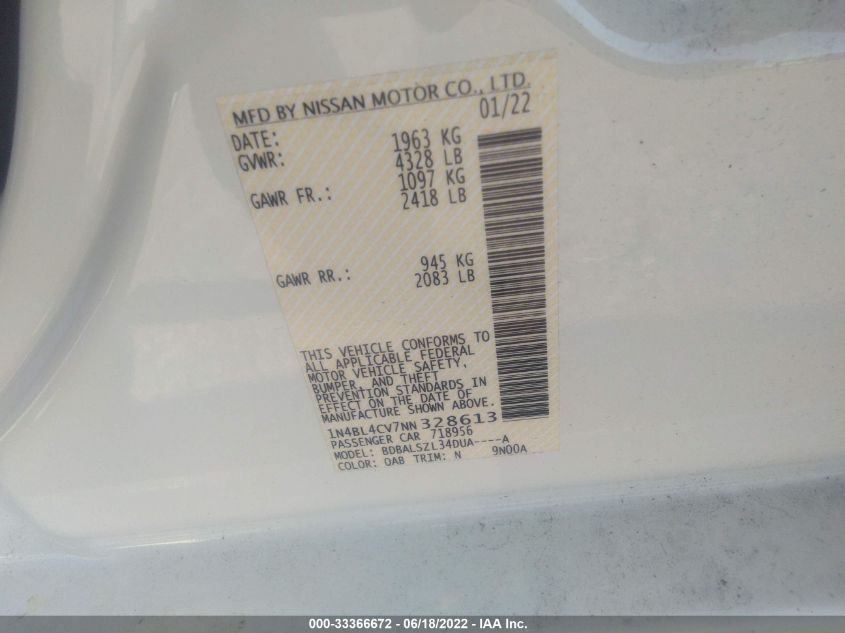 MFD BY NISSAN MOTOR CO., LTD.
DATE: 01/22
GVWR: 1963 KG
4328 LB
GAWR FR.: 1097 KG
2418 LB
GAWR RR.: 945 KG
2083 LB
THIS VEHICLE CONFORMS TO
ALL APPLICABLE FEDERAL
MOTOR VEHICLE SAFETY,
BUMPER, AND THEFT
PREVENTION STANDARDS IN
EFFECT ON THE DATE OF
MANUFACTURE SHOWN ABOVE.
1N4BL4CV7NN328613
PASSENGER CAR 718956
MODEL: BDBALSZL34DUA----A
COLOR: QAB TRIM: N 9N00A
000-33366672 - 06/18/2022 - IAA Inc.